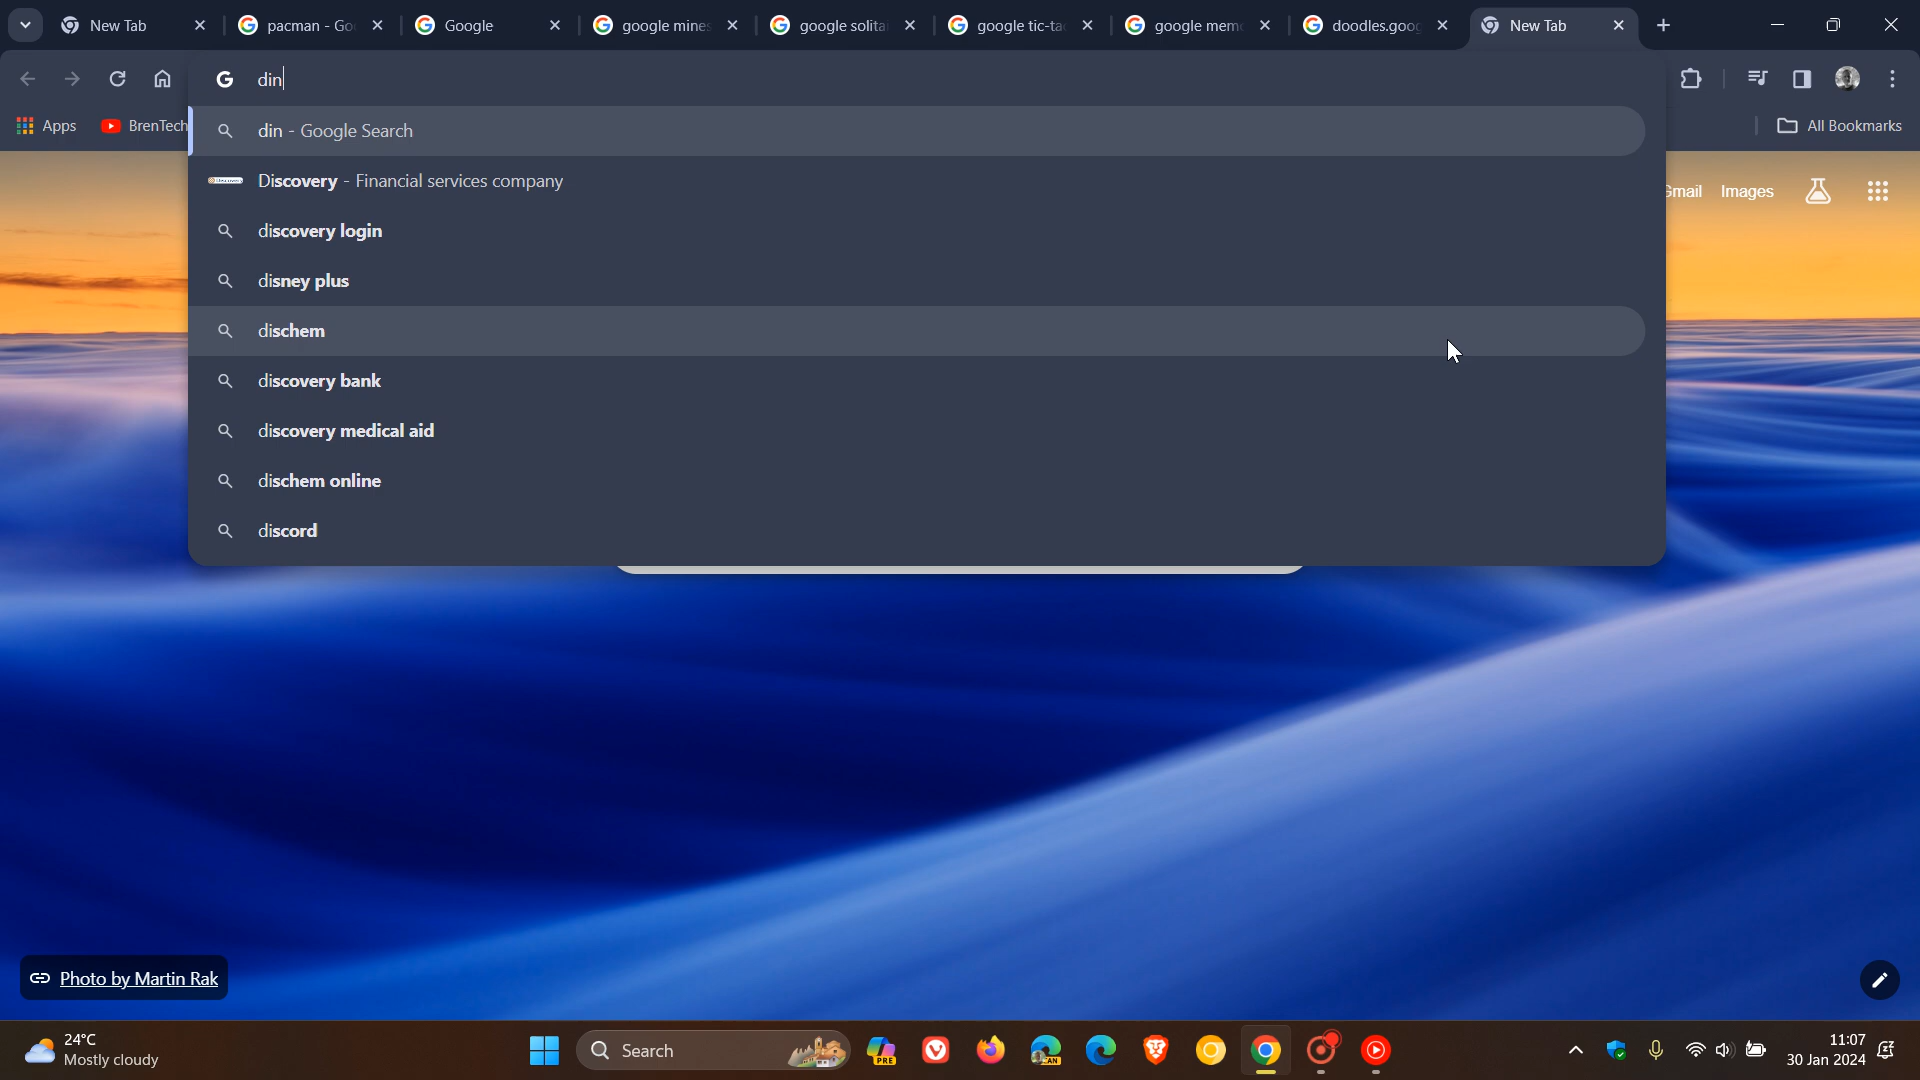 New Tab
pacman - Go
Google
google mines
google solita
google tic-ta
google mem
doodles.goog
New Tab
din
Apps
BrenTech
All Bookmarks
din - Google Search
Discovery - Financial services company
discovery login
disney plus
dischem
discovery bank
discovery medical aid
dischem online
discord
Gmail
Images
Photo by Martin Rak
24°C
Mostly cloudy
Search
PRE
CAN
11:07
30 Jan 2024